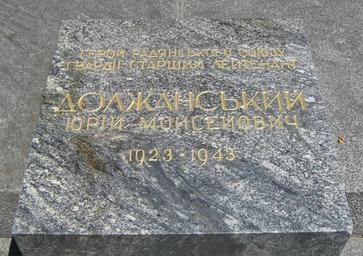 ГЕРОЙ РАДЯНСЬКОГО СОЮЗУ
ГВАРДІЇ СТАРШИЙ ЛЕЙТЕНАНТ
ДОЛЖАНСЬКИЙ
ЮРІЙ МОЙСЕЙОВИЧ
1923-1943